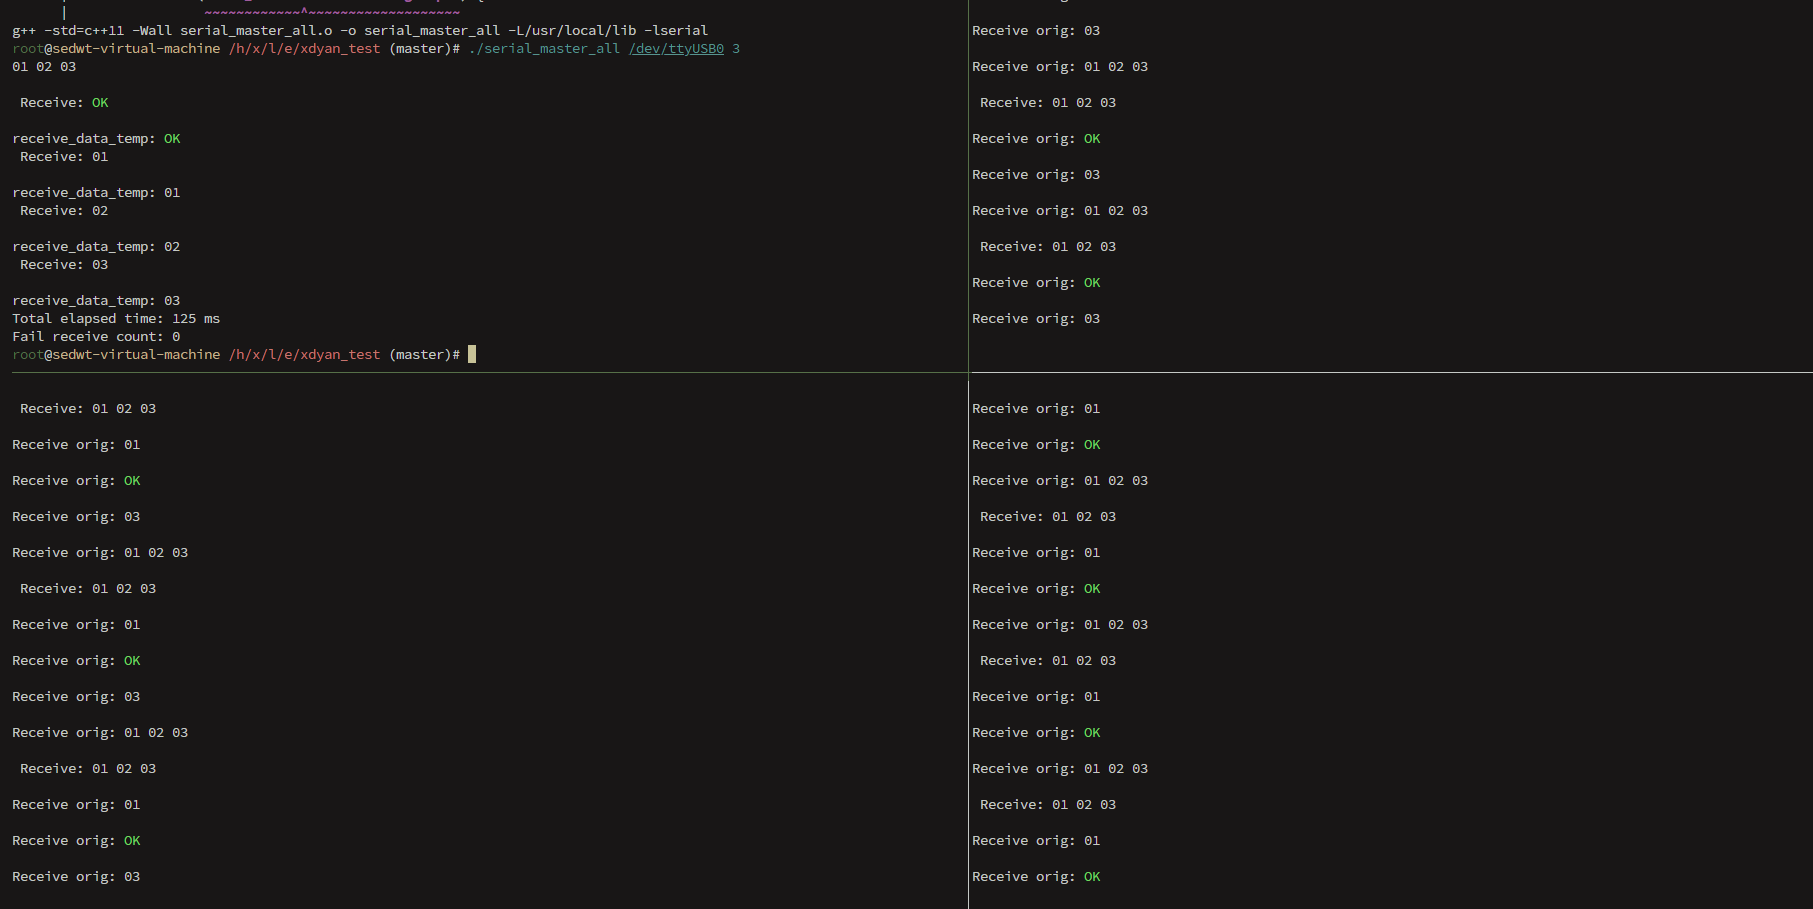 g++ -std=c++11 -Wall serial_master_all.o -o serial_master_all -L/usr/local/lib -lserial
root@sedwt-virtual-machine /h/x/l/e/xdyan_test (master)# ./serial_master_all /dev/ttyUSB0 3
01 02 03
Receive: OK
receive_data_temp: OK
Receive: 01
receive_data_temp: 01
Receive: 02
receive_data_temp: 02
Receive: 03
receive_data_temp: 03
Total elapsed time: 125 ms
Fail receive count: 0
root@sedwt-virtual-machine /h/x/l/e/xdyan_test (master)#
Receive orig: 03
Receive orig: 01 02 03
Receive: 01 02 03
Receive orig: OK
Receive orig: 03
Receive orig: 01 02 03
Receive: 01 02 03
Receive orig: OK
Receive orig: 03
Receive: 01 02 03
Receive orig: 01
Receive orig: OK
Receive orig: 03
Receive orig: 01 02 03
Receive: 01 02 03
Receive orig: 01
Receive orig: OK
Receive orig: 03
Receive orig: 01 02 03
Receive: 01 02 03
Receive orig: 01
Receive orig: OK
Receive orig: 03
Receive orig: 01
Receive orig: OK
Receive orig: 01 02 03
Receive: 01 02 03
Receive orig: 01
Receive orig: OK
Receive orig: 01 02 03
Receive: 01 02 03
Receive orig: 01
Receive orig: OK
Receive orig: 01 02 03
Receive: 01 02 03
Receive orig: 01
Receive orig: OK